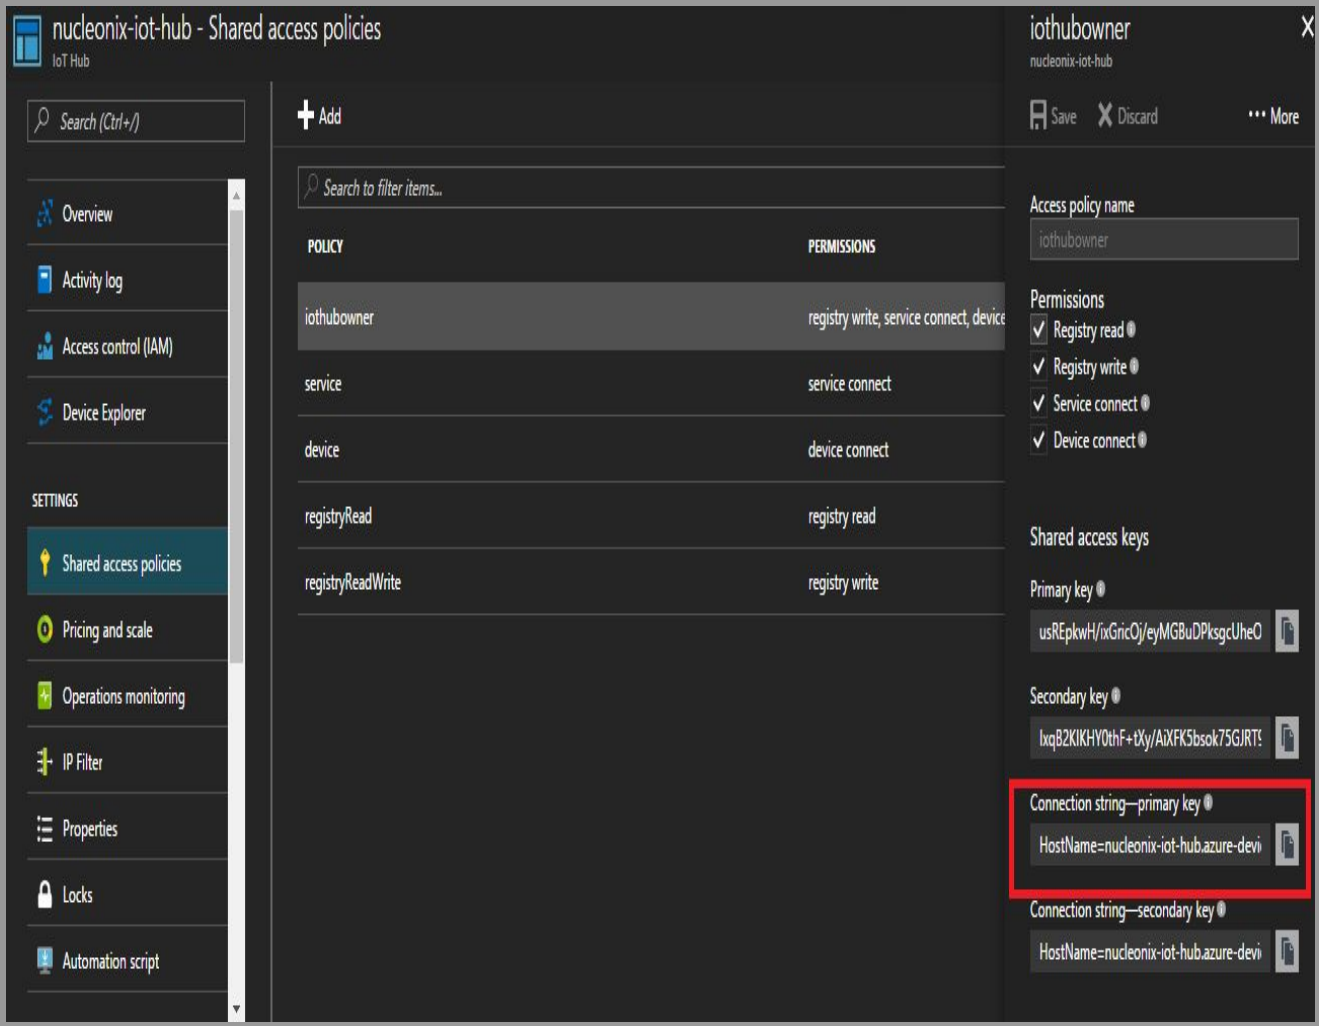 nucleonix-iot-hub - Shared access policies
IoT Hub
Search (Ctrl+/)
Overview
Activity log
Access control (IAM)
Device Explorer
SETTINGS
Shared access policies
Pricing and scale
Operations monitoring
IP Filter
Properties
Locks
Automation script
Add
Search to filter items...
POLICY PERMISSIONS
iothubowner registry write, service connect, device
service service connect
device device connect
registryRead registry read
registryReadWrite registry write
iothubowner
nucleonix-iot-hub
Save Discard ••• More
Access policy name
iothubowner
Permissions
Registry read
Registry write
Service connect
Device connect
Shared access keys
Primary key
usREpkwH/ixGricOj/eyMGBuDPksgcUheO
Secondary key
IxqB2KIKHY0thF+tXy/AiXFK5bsok75GJRT9
Connection string—primary key
HostName=nucleonix-iot-hub.azure-devi
Connection string—secondary key
HostName=nucleonix-iot-hub.azure-devi